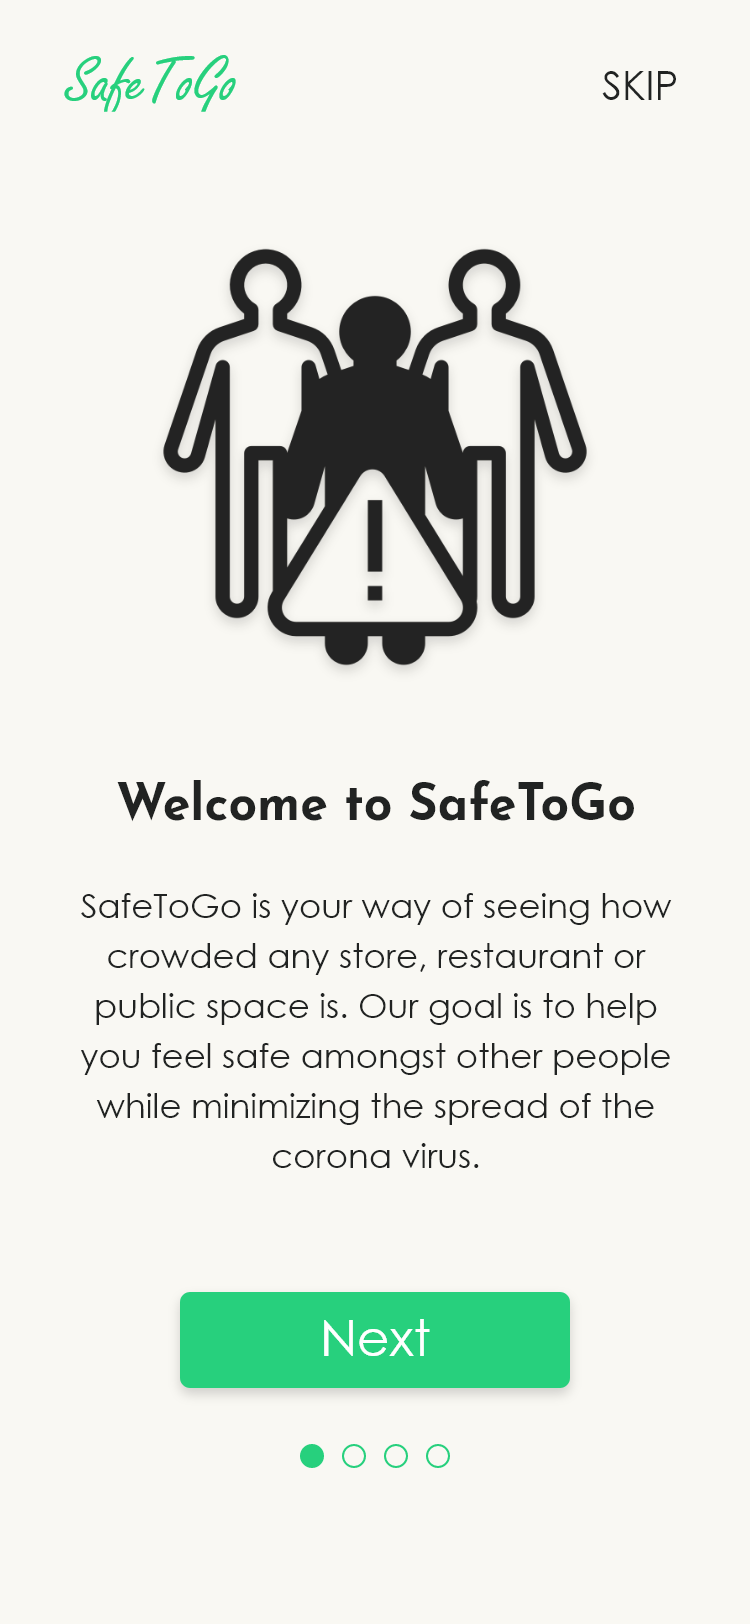 SafeToGo
SKIP
Welcome to SafeToGo
SafeToGo is your way of seeing how
crowded any store, restaurant or
public space is. Our goal is to help
you feel safe amongst other people
while minimizing the spread of the
corona virus.
Next